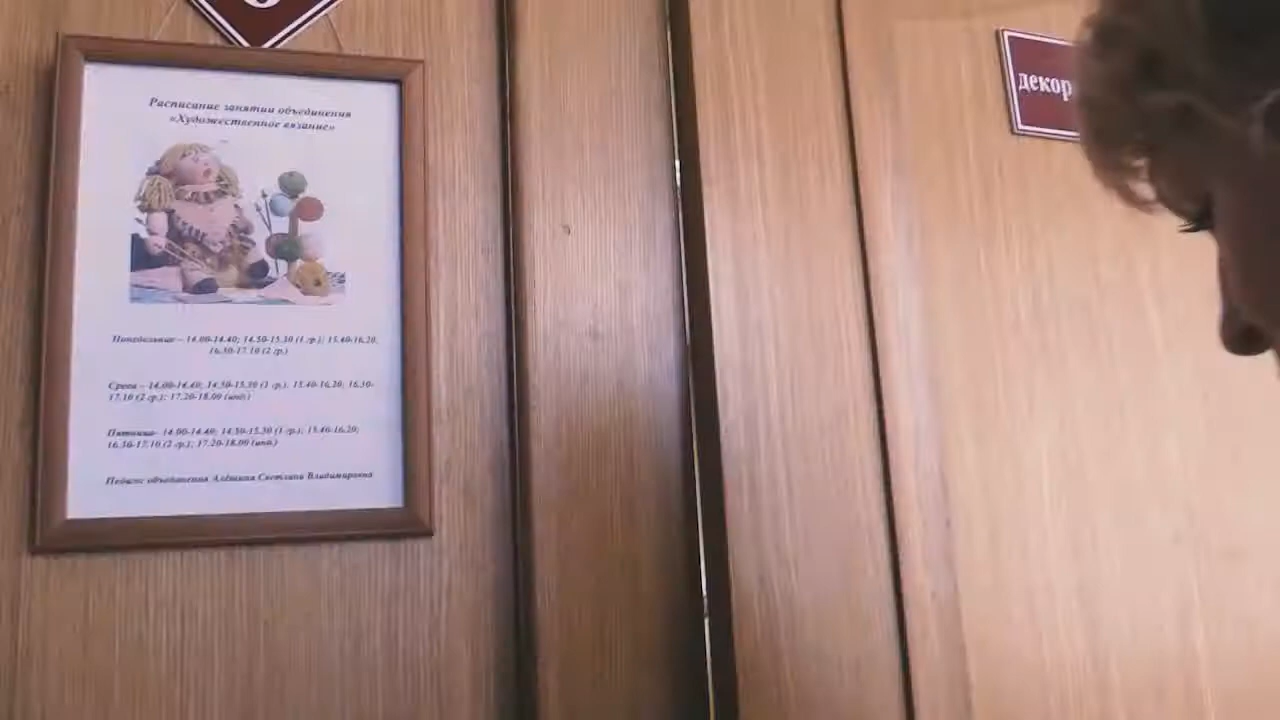 Расписание занятии объединения
«Художественное вязание»
Понедельник – 14.00-14.40; 14.50-15.30 (1 гр.); 15.40-16.20;
16.30-17.10 (2 гр.)
Среда – 14.00-14.40; 14.50-15.30 (1 гр.); 15.40-16.20; 16.30-
17.10 (2 гр.); 17.20-18.00 (инд.)
Пятница- 14.00-14.40; 14.50-15.30 (1 гр.); 15.40-16.20;
16.30-17.10 (2 гр.); 17.20-18.00 (инд.)
Педагог объединения Алёшина Светлана Владимировна
декор